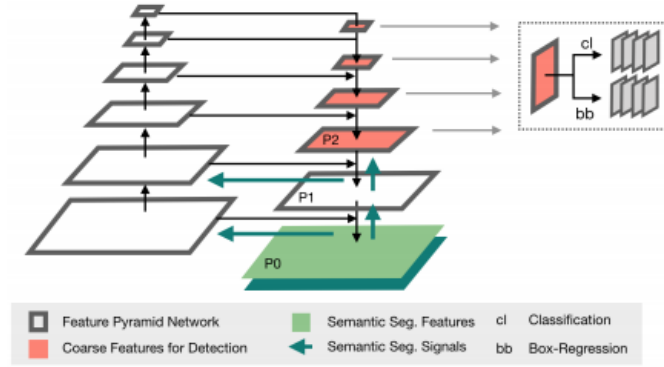 cl
bb
P2
P1
P0
Feature Pyramid Network
Semantic Seg. Features
cl
Classification
Coarse Features for Detection
Semantic Seg. Signals
bb
Box-Regression